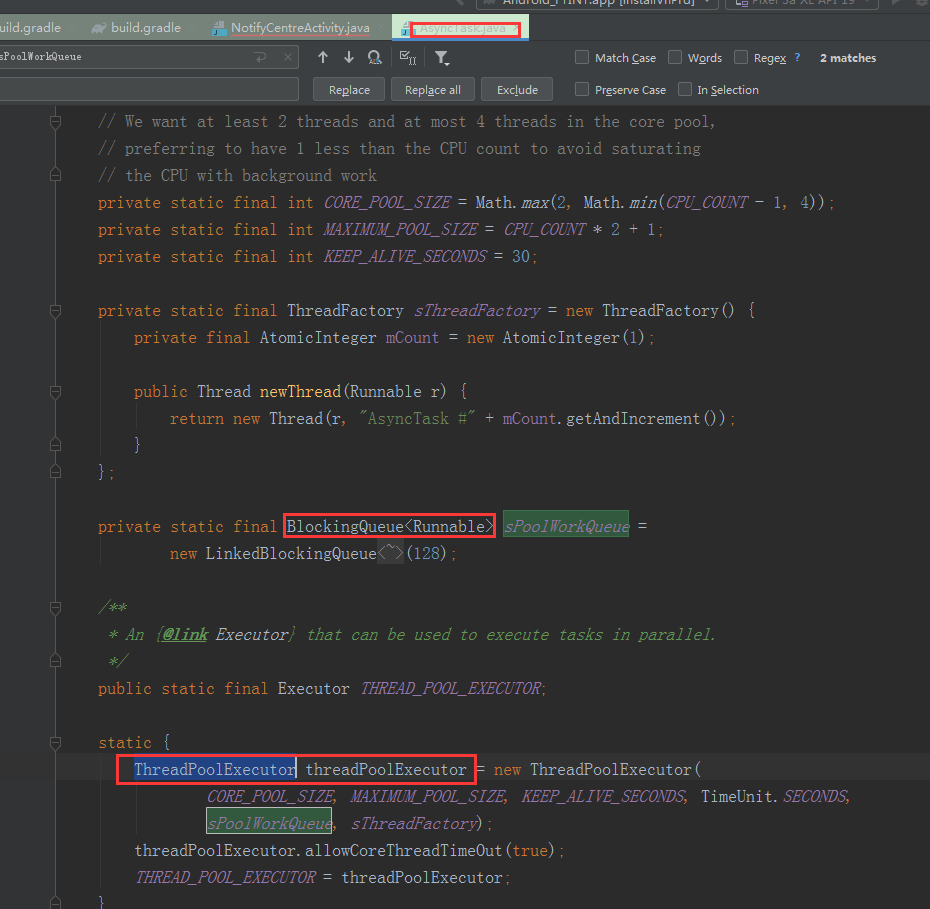 Android_PTINT.app [installVnPrd]
Pixel 3a XL API 19
uild.gradle
build.gradle
NotifyCentreActivity.java
AsyncTask.java
sPoolWorkQueue
Match Case
Words
Regex ?
2 matches
Replace
Replace all
Exclude
Preserve Case
In Selection
// We want at least 2 threads and at most 4 threads in the core pool,
// preferring to have 1 less than the CPU count to avoid saturating
// the CPU with background work
private static final int CORE_POOL_SIZE = Math.max(2, Math.min(CPU_COUNT - 1, 4));
private static final int MAXIMUM_POOL_SIZE = CPU_COUNT * 2 + 1;
private static final int KEEP_ALIVE_SECONDS = 30;
private static final ThreadFactory sThreadFactory = new ThreadFactory() {
private final AtomicInteger mCount = new AtomicInteger(1);
public Thread newThread(Runnable r) {
return new Thread(r, "AsyncTask #" + mCount.getAndIncrement());
}
};
private static final BlockingQueue<Runnable> sPoolWorkQueue =
new LinkedBlockingQueue<~>(128);
/**
* An {@link Executor} that can be used to execute tasks in parallel.
*/
public static final Executor THREAD_POOL_EXECUTOR;
static {
ThreadPoolExecutor threadPoolExecutor = new ThreadPoolExecutor(
CORE_POOL_SIZE, MAXIMUM_POOL_SIZE, KEEP_ALIVE_SECONDS, TimeUnit.SECONDS,
sPoolWorkQueue, sThreadFactory);
threadPoolExecutor.allowCoreThreadTimeOut(true);
THREAD_POOL_EXECUTOR = threadPoolExecutor;
}